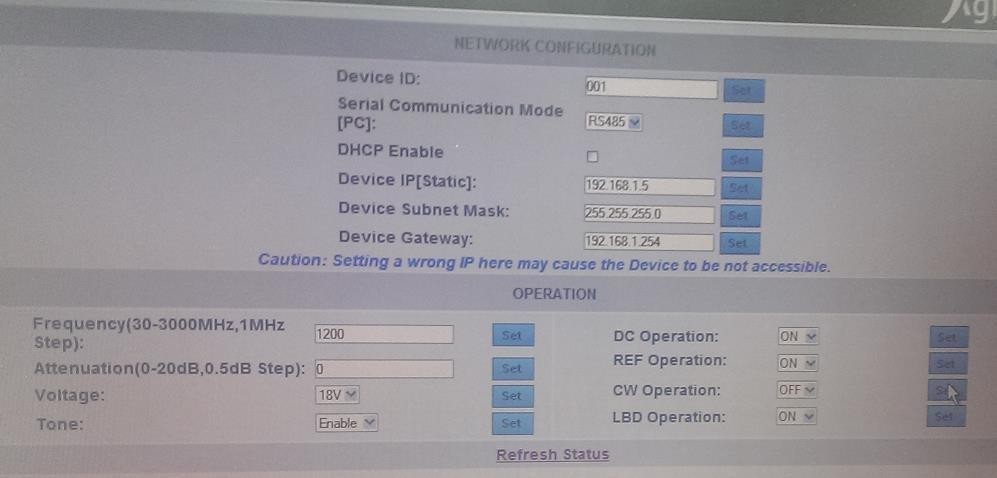 NETWORK CONFIGURATION
Device ID: 001 Set
Serial Communication Mode
[PC]: RS485 Set
DHCP Enable Set
Device IP[Static]: 192.168.1.5 Set
Device Subnet Mask: 255.255.255.0 Set
Device Gateway: 192.168.1.254 Set
Caution: Setting a wrong IP here may cause the Device to be not accessible.
OPERATION
Frequency(30-3000MHz,1MHz
Step): 1200 Set
Attenuation(0-20dB,0.5dB Step): 0 Set
Voltage: 18V Set
Tone: Enable Set
DC Operation: ON Set
REF Operation: ON Set
CW Operation: OFF
LBD Operation: ON Set
Refresh Status